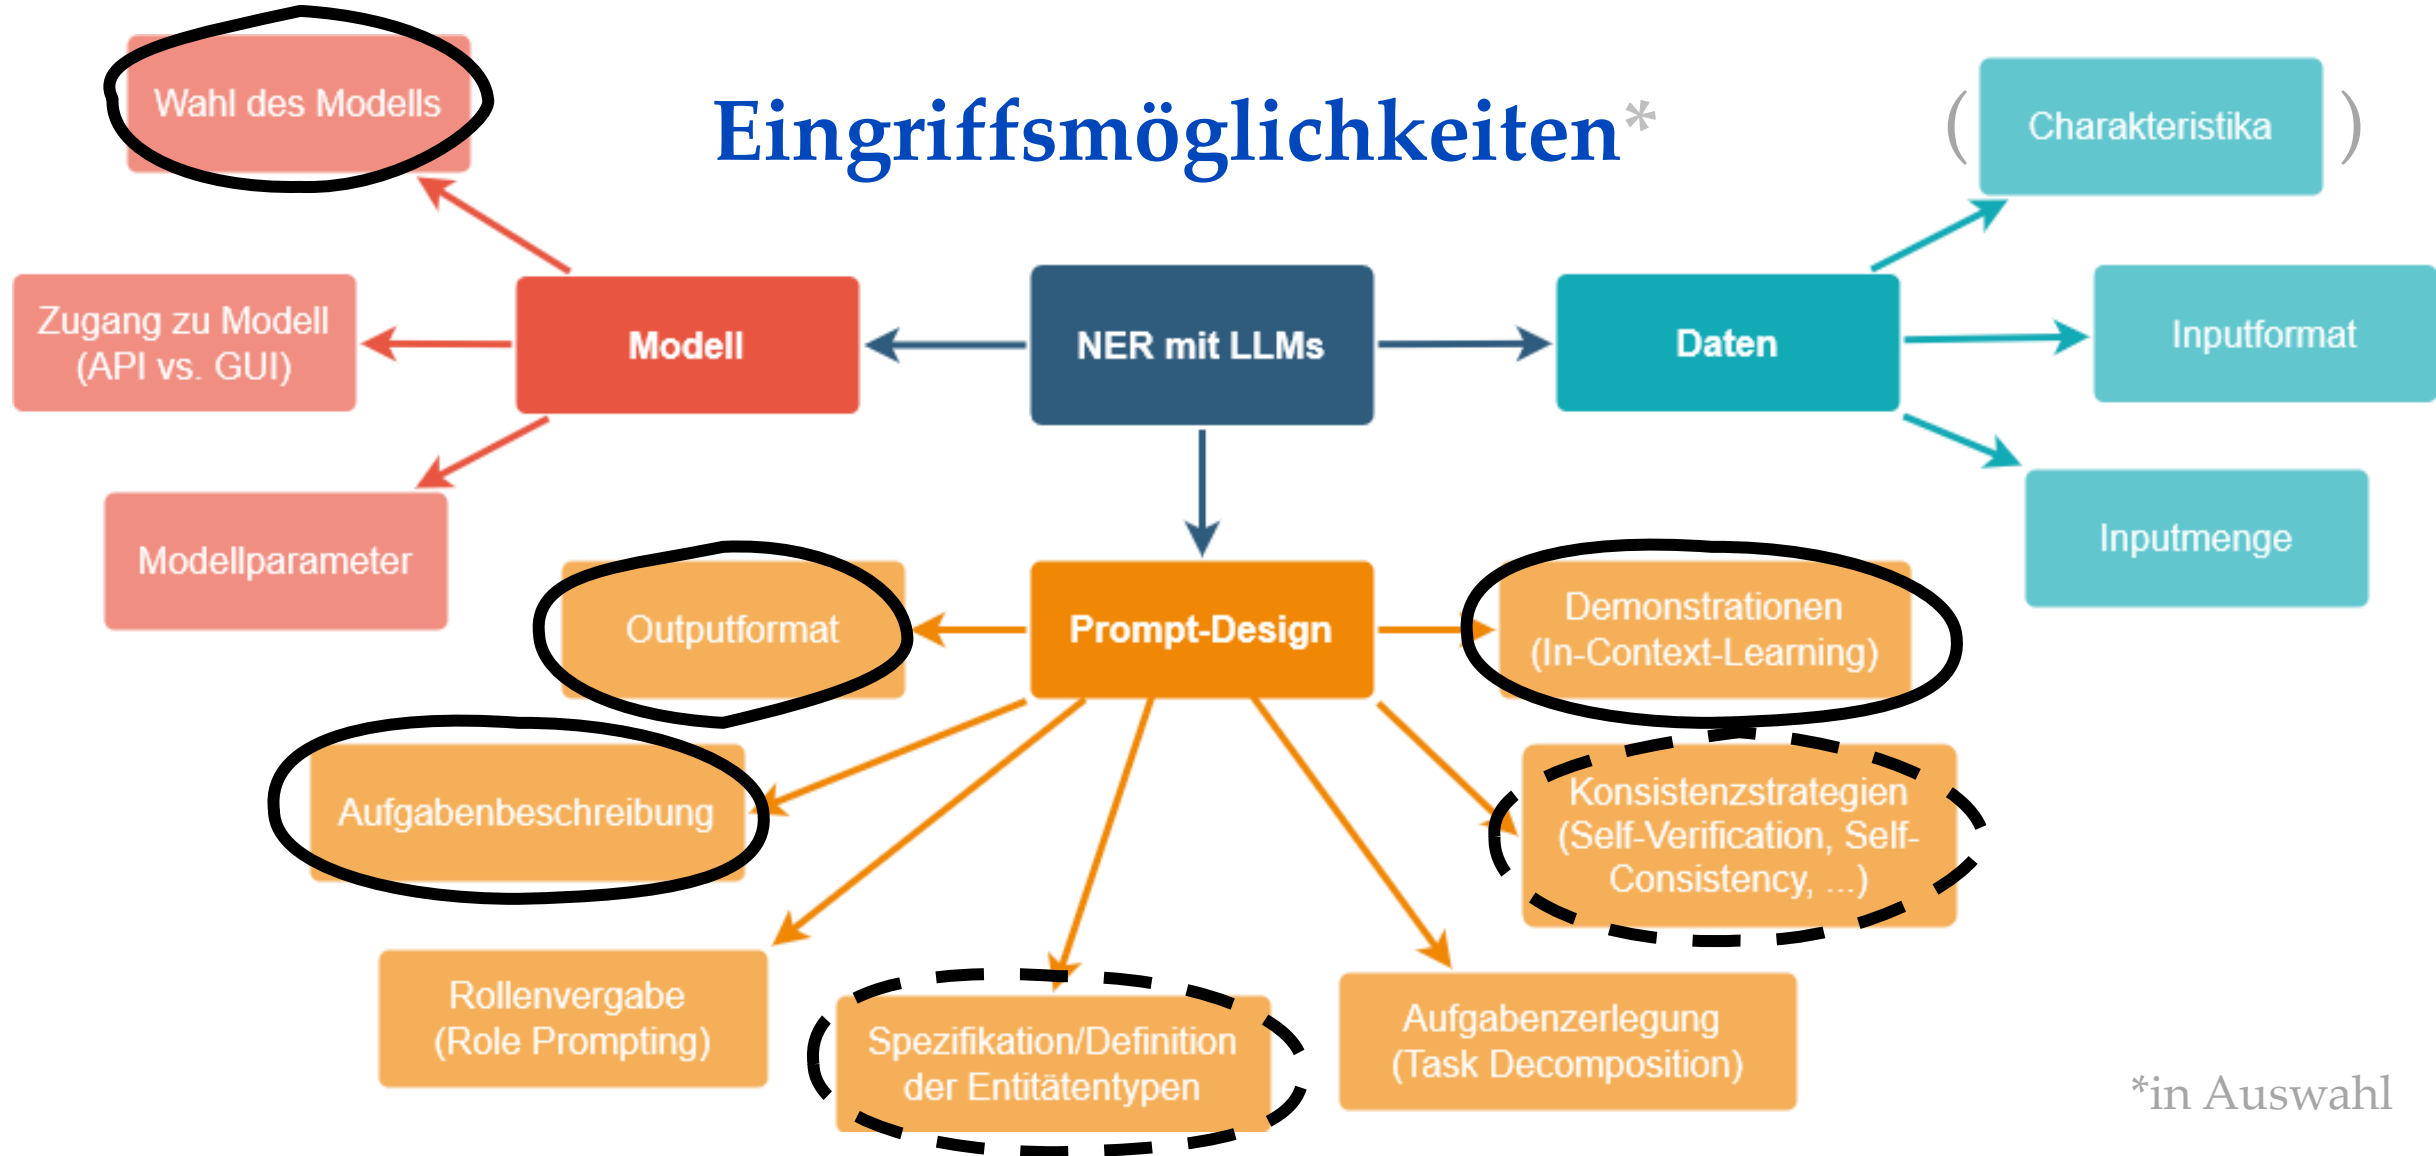 Eingriffsmöglichkeiten*
Wahl des Modells
( Charakteristika )
Zugang zu Modell
(API vs. GUI)
Modell
NER mit LLMs
Daten
Inputformat
Modellparameter
Inputmenge
Outputformat
Prompt-Design
Demonstrationen
(In-Context-Learning)
Aufgabenbeschreibung
Konsistenzstrategien
(Self-Verification, Self-
Consistency, ...)
Rollenvergabe
(Role Prompting)
Spezifikation/Definition
der Entitätentypen
Aufgabenzerlegung
(Task Decomposition)
*in Auswahl